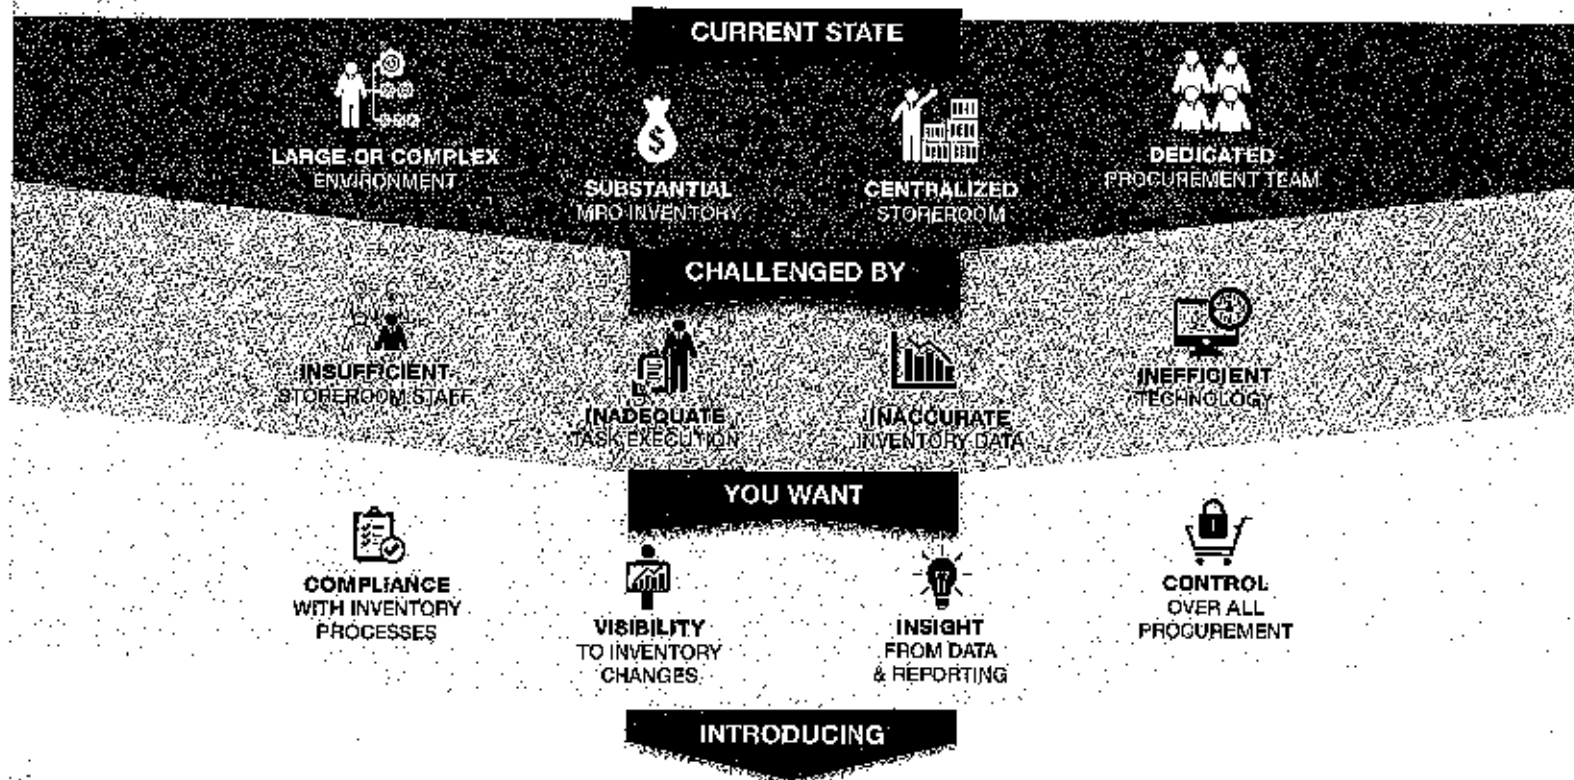 CURRENT STATE
LARGE OR COMPLEX
ENVIRONMENT
SUBSTANTIAL
MRO INVENTORY
CENTRALIZED
STOREROOM
DEDICATED
PROCUREMENT TEAM
CHALLENGED BY
INSUFFICIENT
STOREROOM STAFF
INADEQUATE
TASK EXECUTION
INACCURATE
INVENTORY DATA
INEFFICIENT
TECHNOLOGY
YOU WANT
COMPLIANCE
WITH INVENTORY
PROCESSES
VISIBILITY
TO INVENTORY
CHANGES
INSIGHT
FROM DATA
& REPORTING
CONTROL
OVER ALL
PROCUREMENT
INTRODUCING